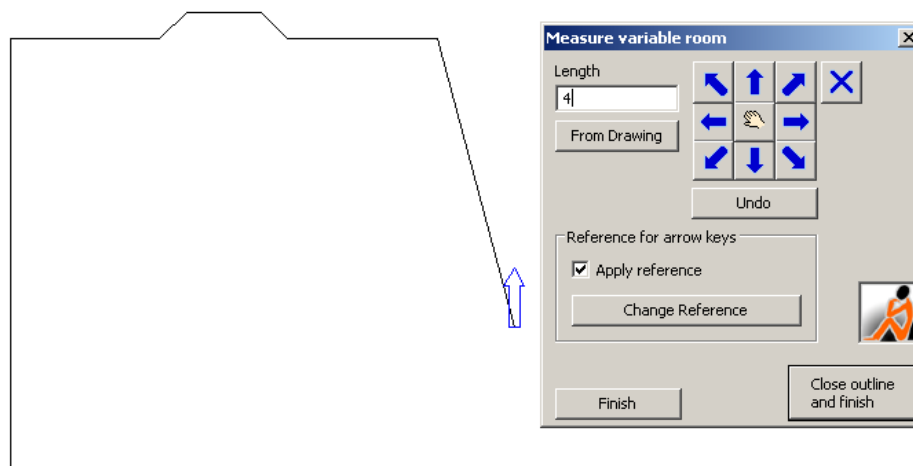 Measure variable room
Length
4
From Drawing
Undo
Reference for arrow keys
Apply reference
Change Reference
Finish
Close outline
and finish